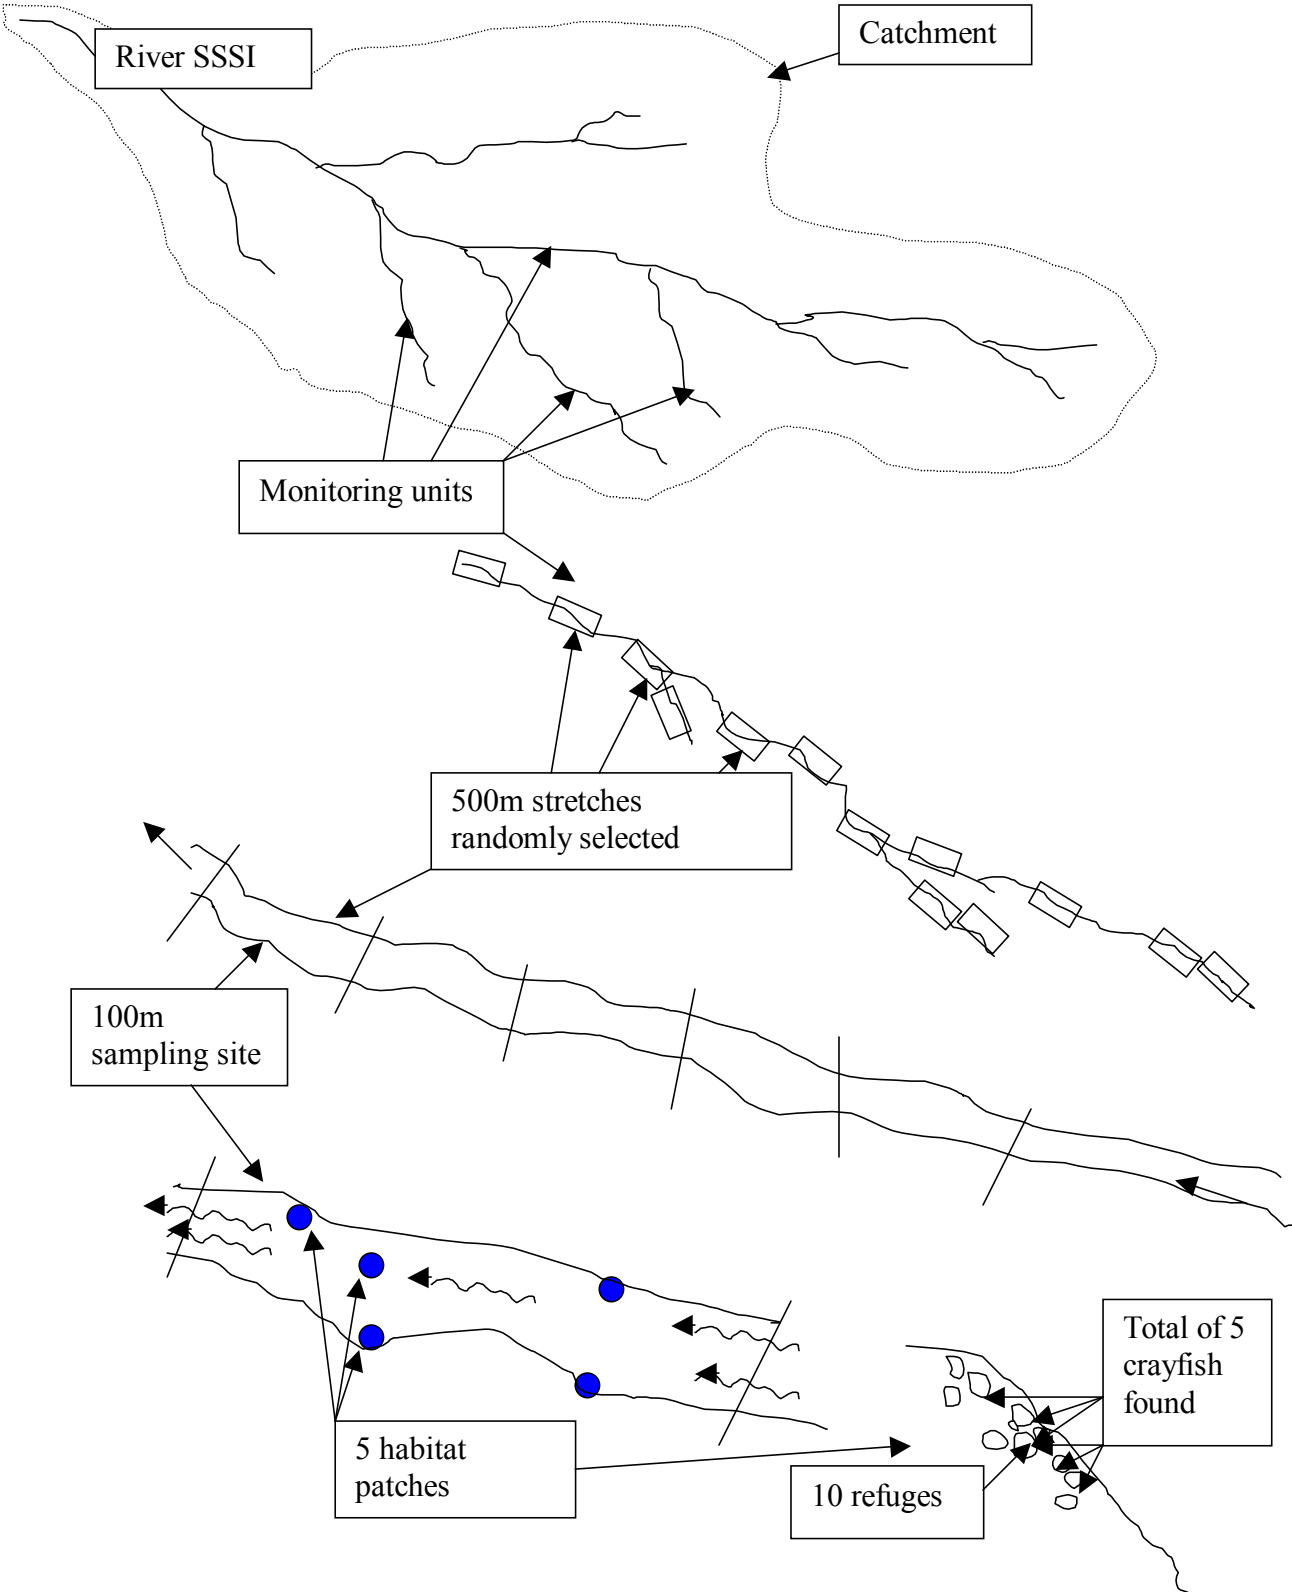 River SSSI
Catchment
Monitoring units
500m stretches
randomly selected
100m
sampling site
5 habitat
patches
10 refuges
Total of 5
crayfish
found